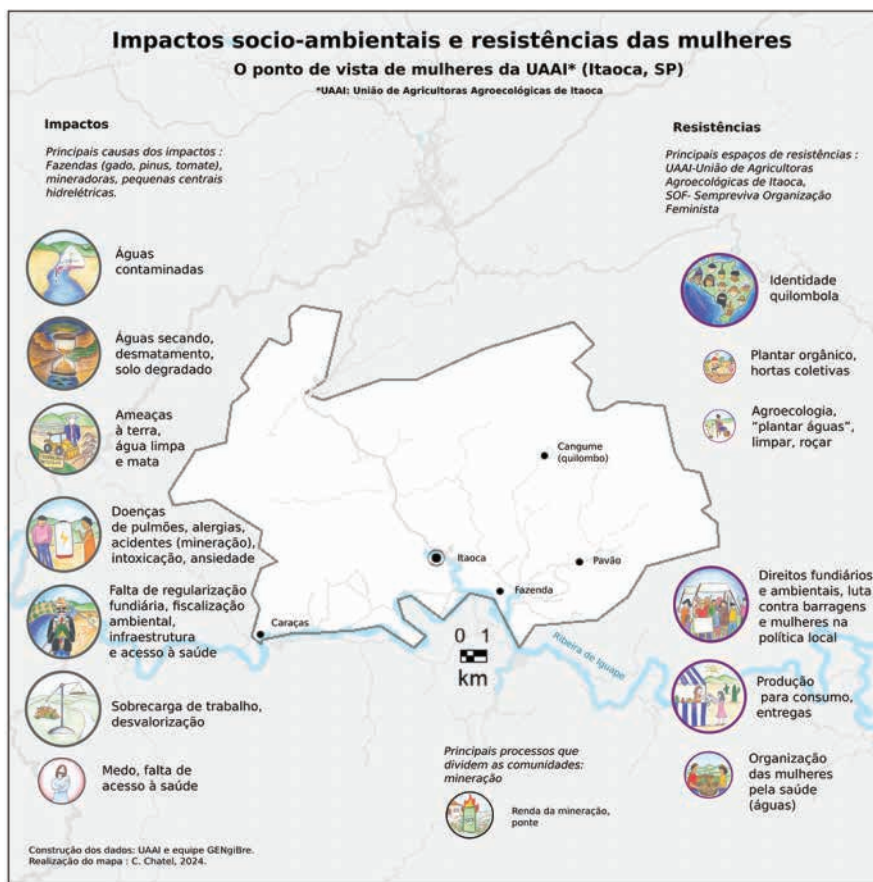 Impactos socio-ambientais e resistências das mulheres
O ponto de vista de mulheres da UAAI* (Itaoca, SP)
*UAAI: União de Agricultoras Agroecológicas de Itaoca
Impactos
Principais causas dos impactos :
Fazendas (gado, pinus, tomate),
mineradoras, pequenas centrais
hidrelétricas.
Águas
contaminadas
Águas secando,
desmatamento,
solo degradado
Ameaças
à terra,
água limpa
e mata
Doenças
de pulmões, alergias,
acidentes (mineração),
intoxicação, ansiedade
Falta de regularização
fundiária, fiscalização
ambiental,
infraestrutura
e acesso à saúde
Sobrecarga de trabalho,
desvalorização
Medo, falta de
acesso à saúde
Resistências
Principais espaços de resistências :
UAAI-União de Agricultoras
Agroecológicas de Itaoca,
SOF- Sempreviva Organização
Feminista
Identidade
quilombola
Plantar orgânico,
hortas coletivas
Agroecologia,
"plantar águas",
limpar, roçar
Direitos fundiários
e ambientais, luta
contra barragens
e mulheres na
política local
Produção
para consumo,
entregas
Organização
das mulheres
pela saúde
(águas)
Cangume
(quilombo)
Itaoca
Pavão
Fazenda
Caraças
0 1
km
Ribeira de Iguape
Principais processos que
dividem as comunidades:
mineração
Renda da mineração,
ponte
Construção dos dados: UAAI e equipe GENgiBre.
Realização do mapa : C. Chatel, 2024.